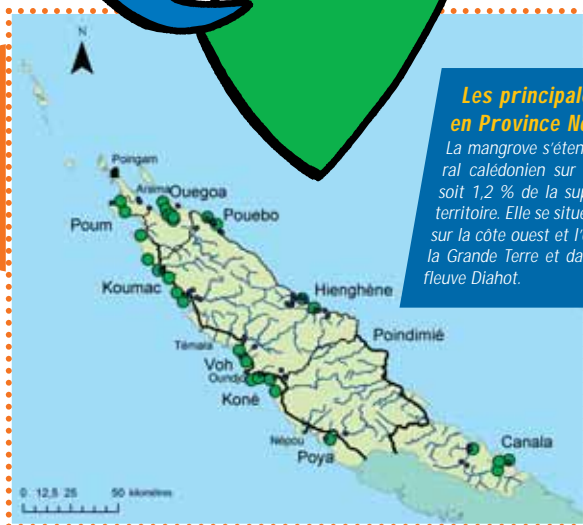 N
Les principale
en Province No
La mangrove s'éten
ral calédonien sur
soit 1,2 % de la sup
territoire. Elle se situe
sur la côte ouest et l'
la Grande Terre et da
fleuve Diahot.
Poingam
Arama Ouegoa
Poum
Pouebo
Koumac
Hienghène
Poindimié
Témala
Voh
Oundjo
Koné
Népou
Poya
Canala
0 12,5 25 50 kilomètres